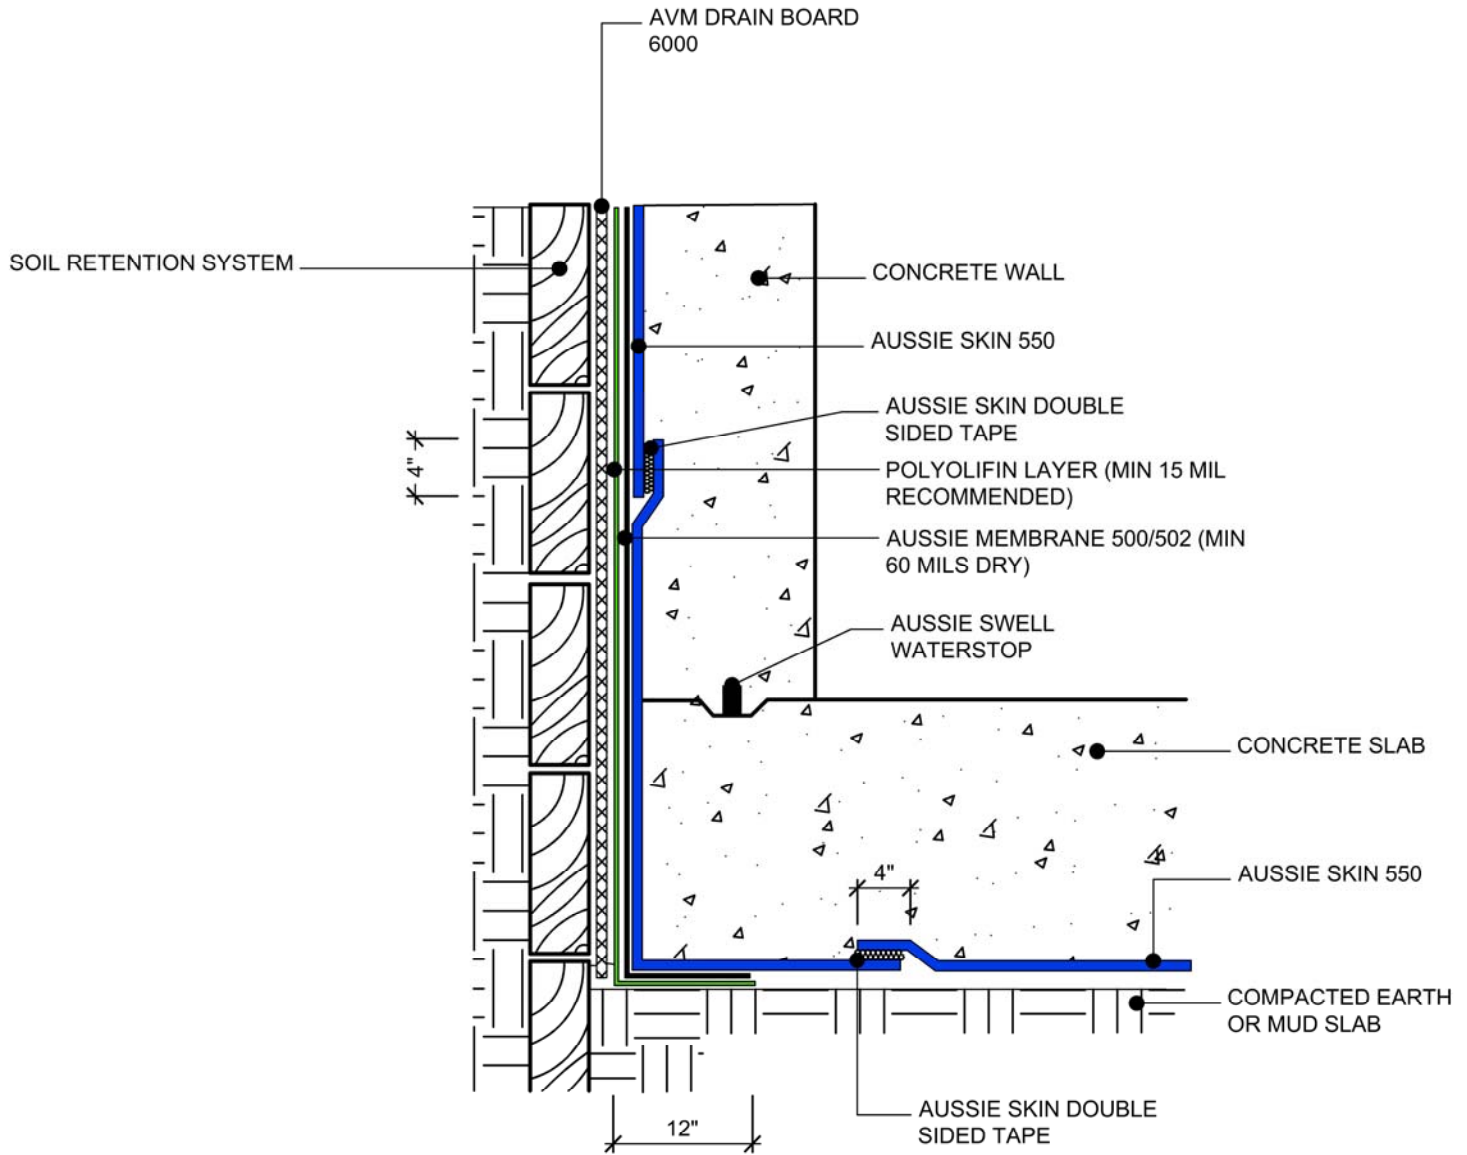 AVM DRAIN BOARD
6000
SOIL RETENTION SYSTEM
CONCRETE WALL
AUSSIE SKIN 550
AUSSIE SKIN DOUBLE
SIDED TAPE
4"
POLYOLIFIN LAYER (MIN 15 MIL
RECOMMENDED)
AUSSIE MEMBRANE 500/502 (MIN
60 MILS DRY)
AUSSIE SWELL
WATERSTOP
CONCRETE SLAB
4"
AUSSIE SKIN 550
COMPACTED EARTH
OR MUD SLAB
AUSSIE SKIN DOUBLE
SIDED TAPE
12"